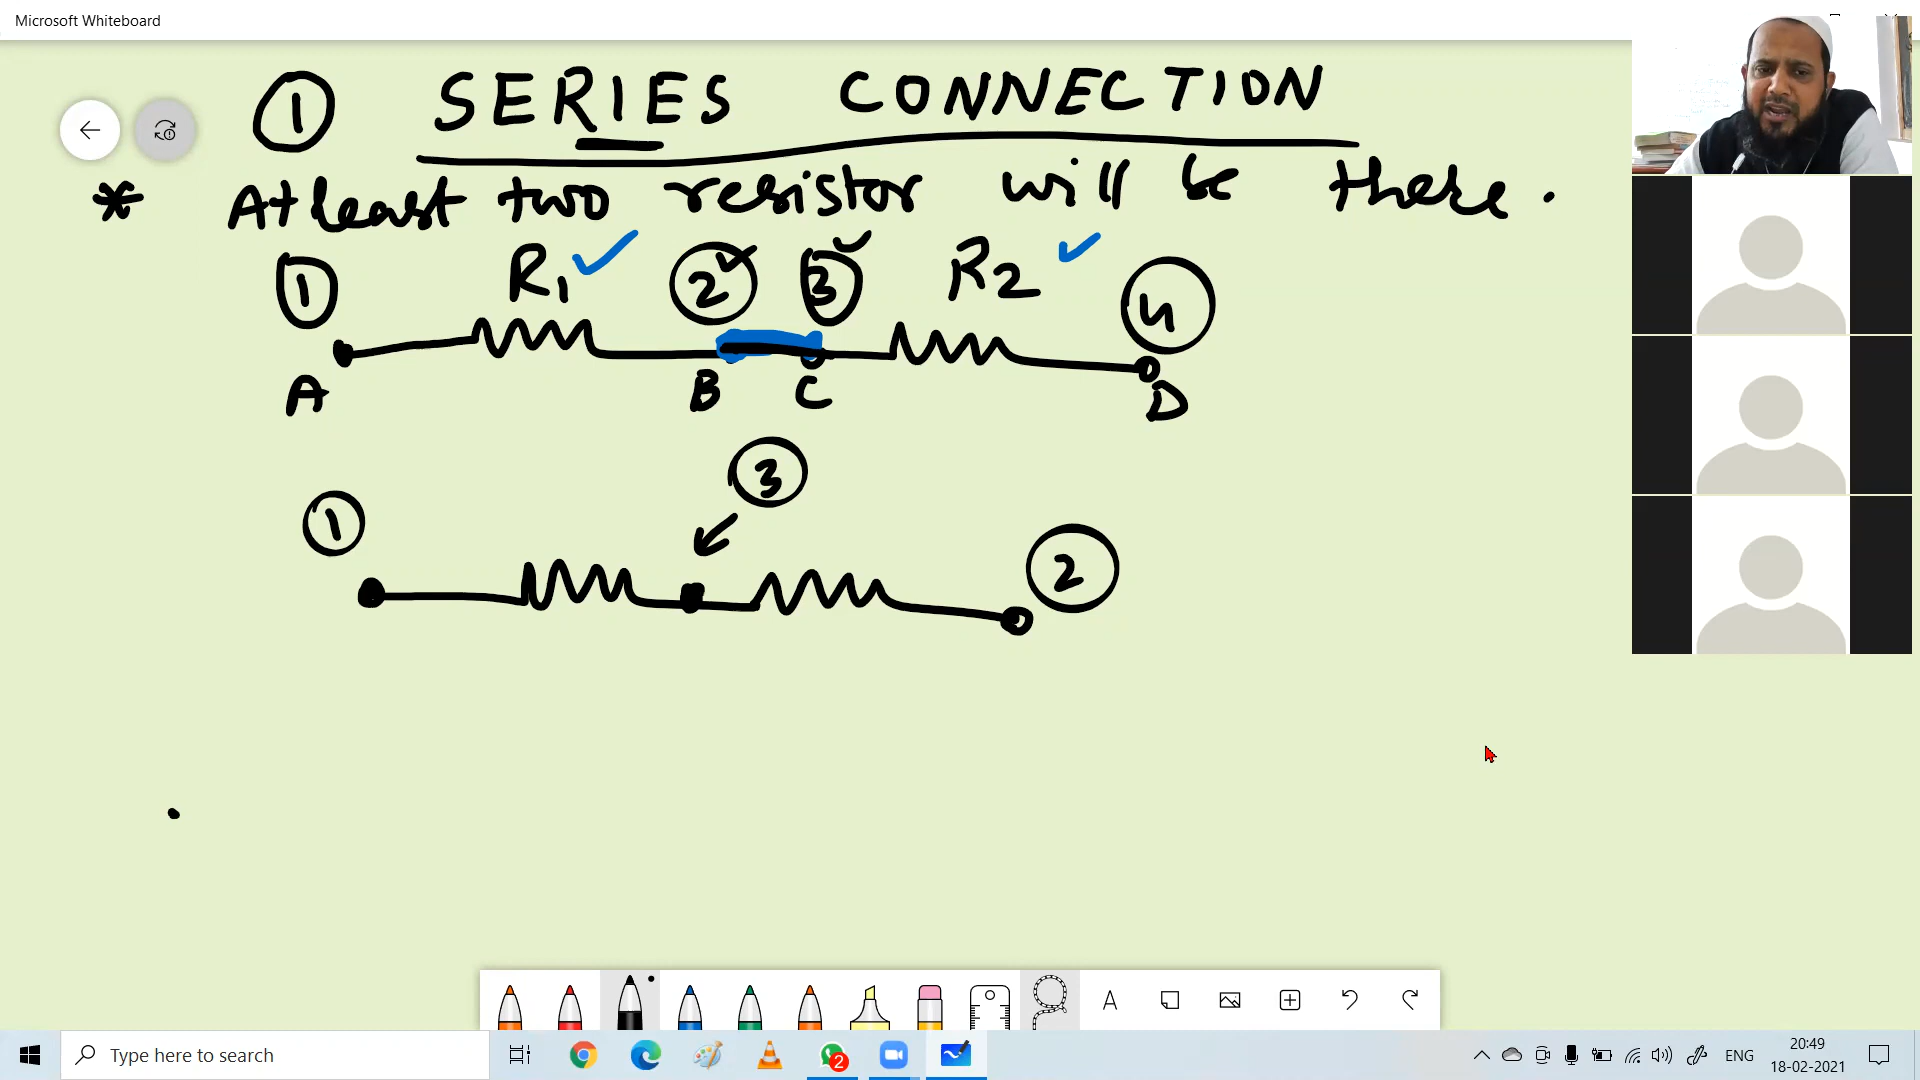 Microsoft Whiteboard
1 SERIES CONNECTION
* Atleast two resistor will be there.
1 R1 ✓ 2 ✓ 3 ✓ R2 ✓ 4
A B C D
3
1
2
A
Type here to search
2
ENG
20:49
18-02-2021